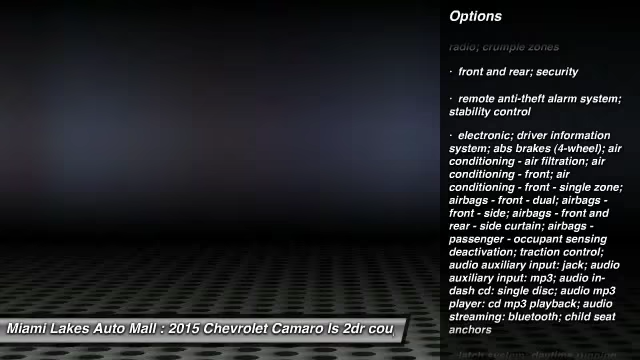 Options
radio; crumple zones
· front and rear; security
· remote anti-theft alarm system;
stability control
· electronic; driver information
system; abs brakes (4-wheel); air
conditioning - air filtration; air
conditioning - front; air
conditioning - front - single zone;
airbags - front - dual; airbags -
front - side; airbags - front and
rear - side curtain; airbags -
passenger - occupant sensing
deactivation; traction control;
audio auxiliary input: jack; audio
auxiliary input: mp3; audio in-
dash cd: single disc; audio mp3
player: cd mp3 playback; audio
streaming: bluetooth; child seat
anchors
Miami Lakes Auto Mall : 2015 Chevrolet Camaro ls 2dr cou